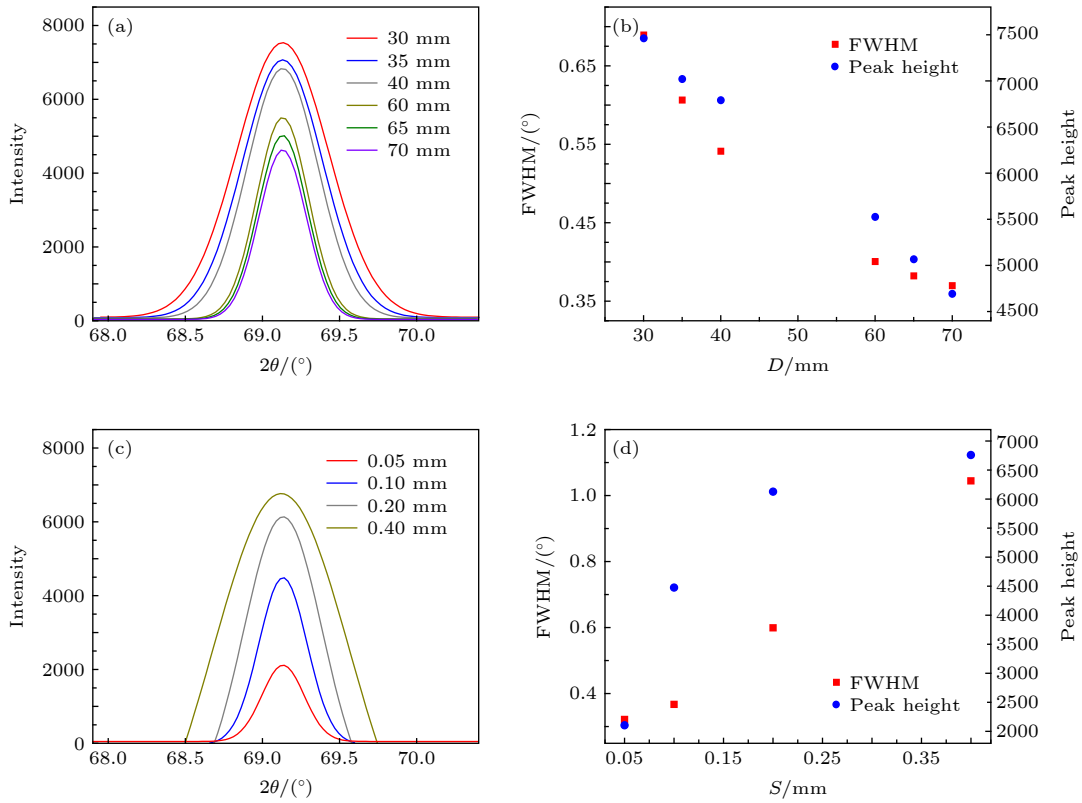 (a)
8000
6000
4000
2000
0
Intensity
30 mm
35 mm
40 mm
60 mm
65 mm
70 mm
68.0 68.5 69.0 69.5 70.0
2θ/(°)
(b)
0.65
0.55
0.45
0.35
FWHM/(°)
FWHM
Peak height
7500
7000
6500
6000
5500
5000
4500
Peak height
30 40 50 60 70
D/mm
(c)
8000
6000
4000
2000
0
Intensity
0.05 mm
0.10 mm
0.20 mm
0.40 mm
68.0 68.5 69.0 69.5 70.0
2θ/(°)
(d)
1.2
1.0
0.8
0.6
0.4
FWHM/(°)
FWHM
Peak height
7000
6500
6000
5500
5000
4500
4000
3500
3000
2500
2000
Peak height
0.05 0.15 0.25 0.35
S/mm